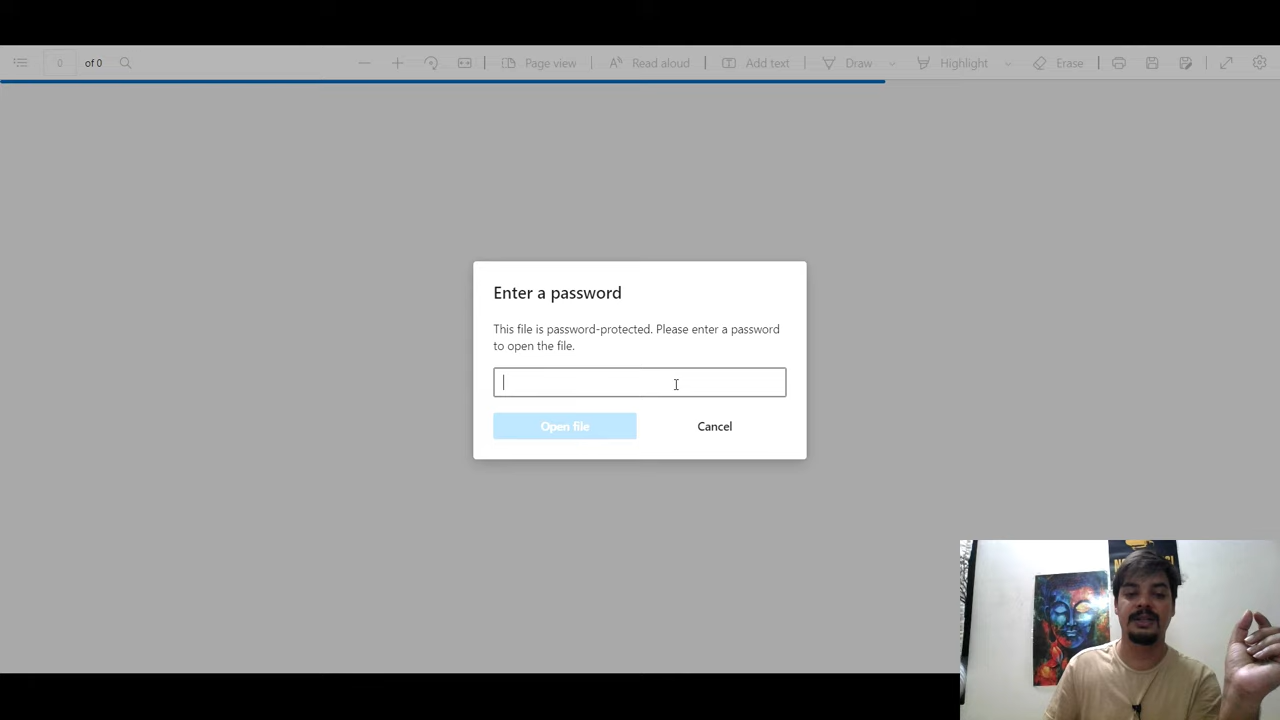 0 of 0 Page view Read aloud Add text Draw Highlight Erase
Enter a password
This file is password-protected. Please enter a password
to open the file.
Open file Cancel